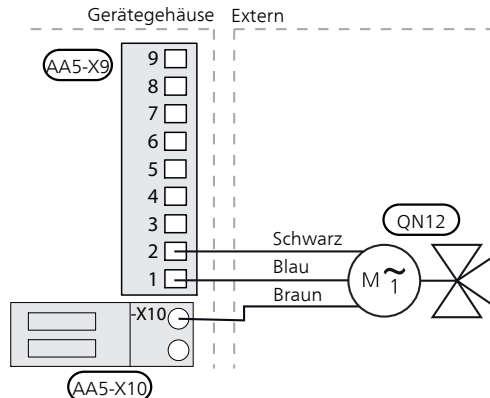 Gerätegehäuse Extern
AA5-X9
9
8
7
6
5
4
3
2
1
Schwarz
Blau
Braun
QN12
M ~ 1
-X10
AA5-X10